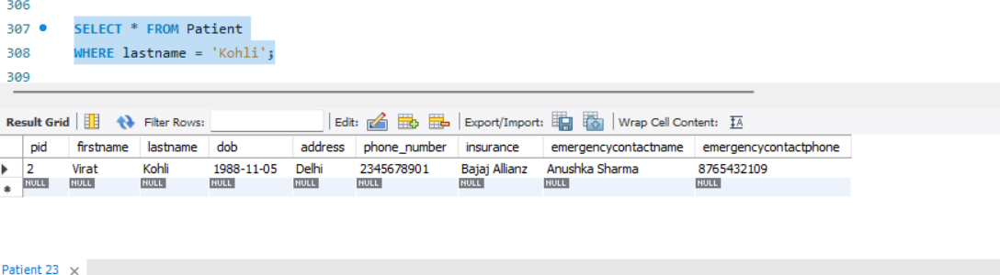 306
307 SELECT * FROM Patient
308 WHERE lastname = 'Kohli';
309
Result Grid Filter Rows: Edit: Export/Import: Wrap Cell Content:
pid firstname lastname dob address phone_number insurance emergencycontactname emergencycontactphone
2 Virat Kohli 1988-11-05 Delhi 2345678901 Bajaj Allianz Anushka Sharma 8765432109
NULL NULL NULL NULL NULL NULL NULL NULL NULL
Patient 23